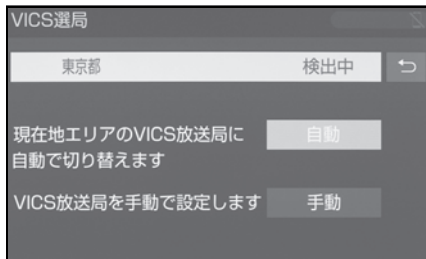 VICS選局
東京都 検出中
現在地エリアのVICS放送局に 自動
自動で切り替えます
VICS放送局を手動で設定します 手動